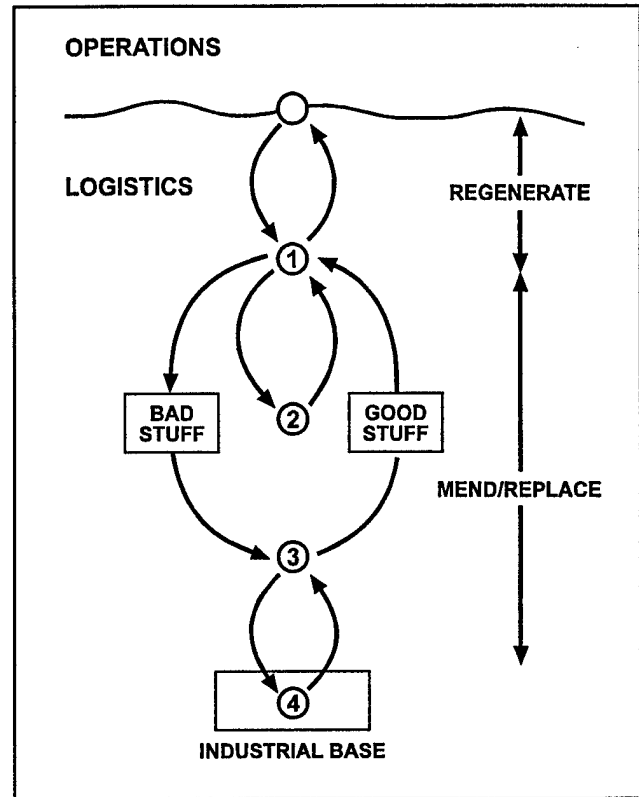 OPERATIONS
LOGISTICS
REGENERATE
1
BAD
STUFF
2
GOOD
STUFF
MEND/REPLACE
3
4
INDUSTRIAL BASE